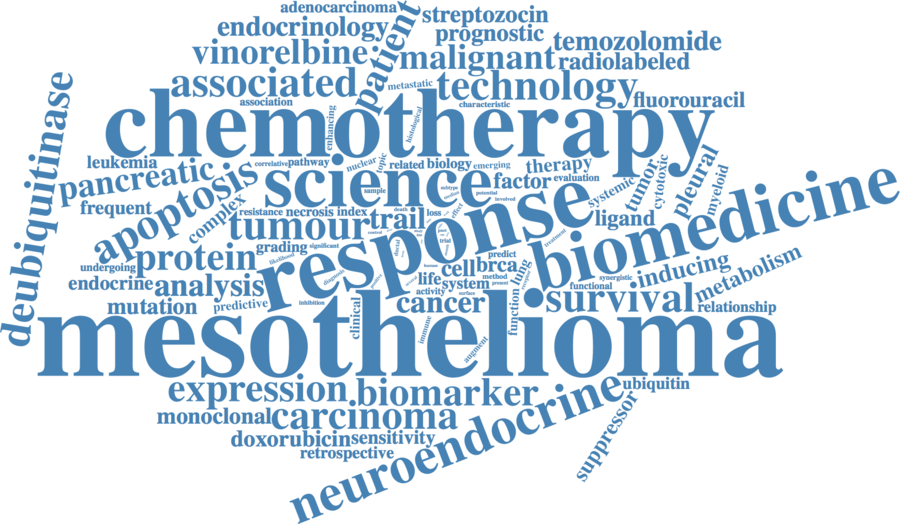 adenocarcinoma
streptozocin
endocrinology
patient
prognostic
temozolomide
vinorelbine
malignant
radiolabeled
associated
metastatic
technology
association
enhancing
characteristic
fluorouracil
histological
deubiquitinase
chemotherapy
leukemia
correlative
pathway
nuclear
topic
related
biology
emerging
therapy
tumor
cytotoxic
pleural
pancreatic
apoptosis
science
sample
subtype
potential
involved
factor
evaluation
systemic
myeloid
frequent
complex
resistance
necrosis
index
tumour
trail
loss
effect
response
ligand
biomedicine
protein
grading
significant
trial
treatment
undergoing
likelihood
predict
endocrine
analysis
diagnosis
life
cell
brca
lung
system
method
present
synergistic
functional
inducing
metabolism
mutation
predictive
inhibition
activity
surface
cancer
function
survival
relationship
clinical
immune
augment
mesothelioma
expression
biomarker
ubiquitin
monoclonal
carcinoma
neuroendocrine
suppressor
doxorubicin
sensitivity
retrospective